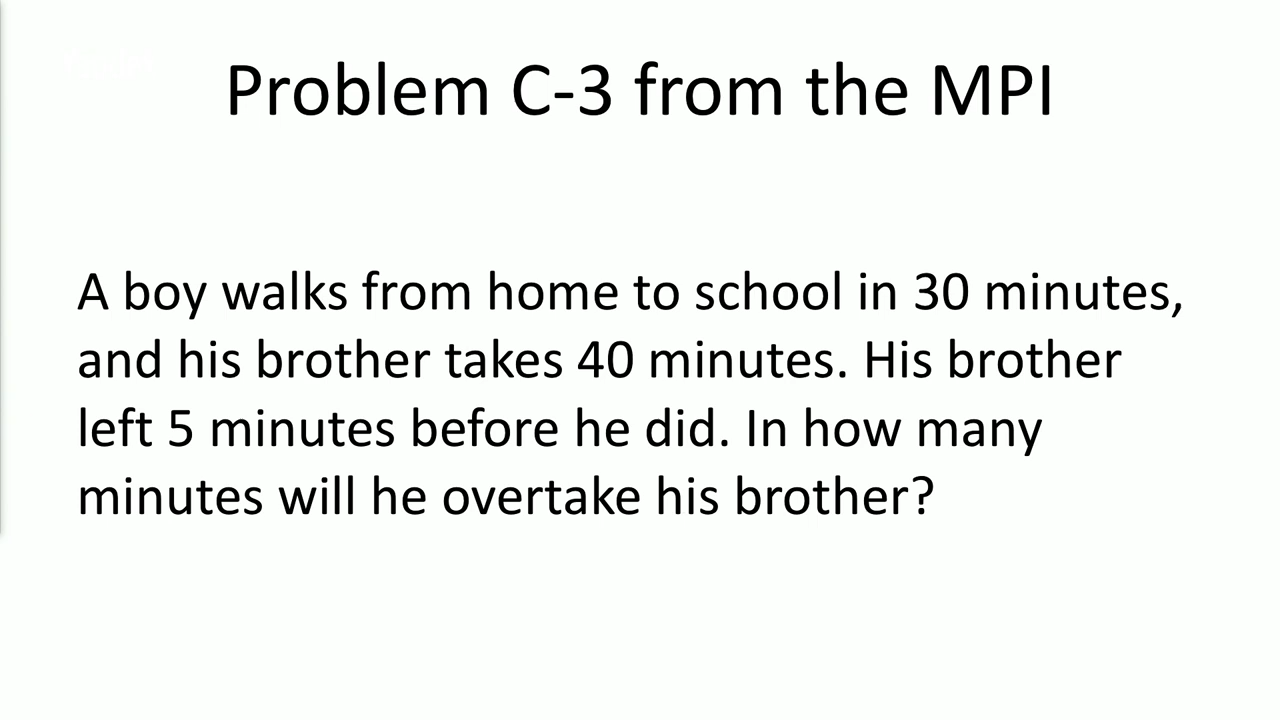 Problem C-3 from the MPI
A boy walks from home to school in 30 minutes,
and his brother takes 40 minutes. His brother
left 5 minutes before he did. In how many
minutes will he overtake his brother?